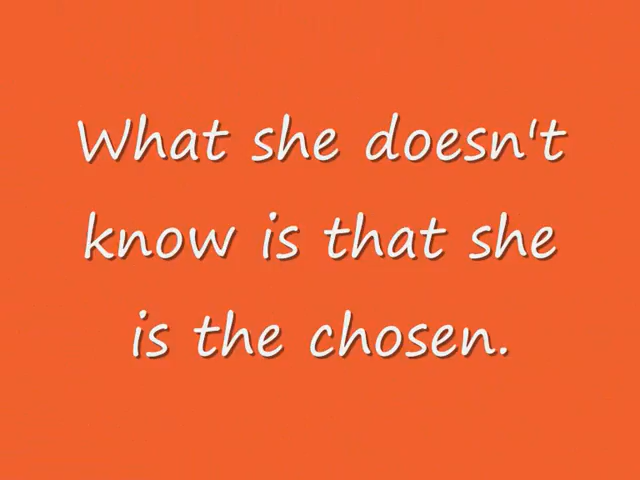 What she doesn't
know is that she
is the chosen.